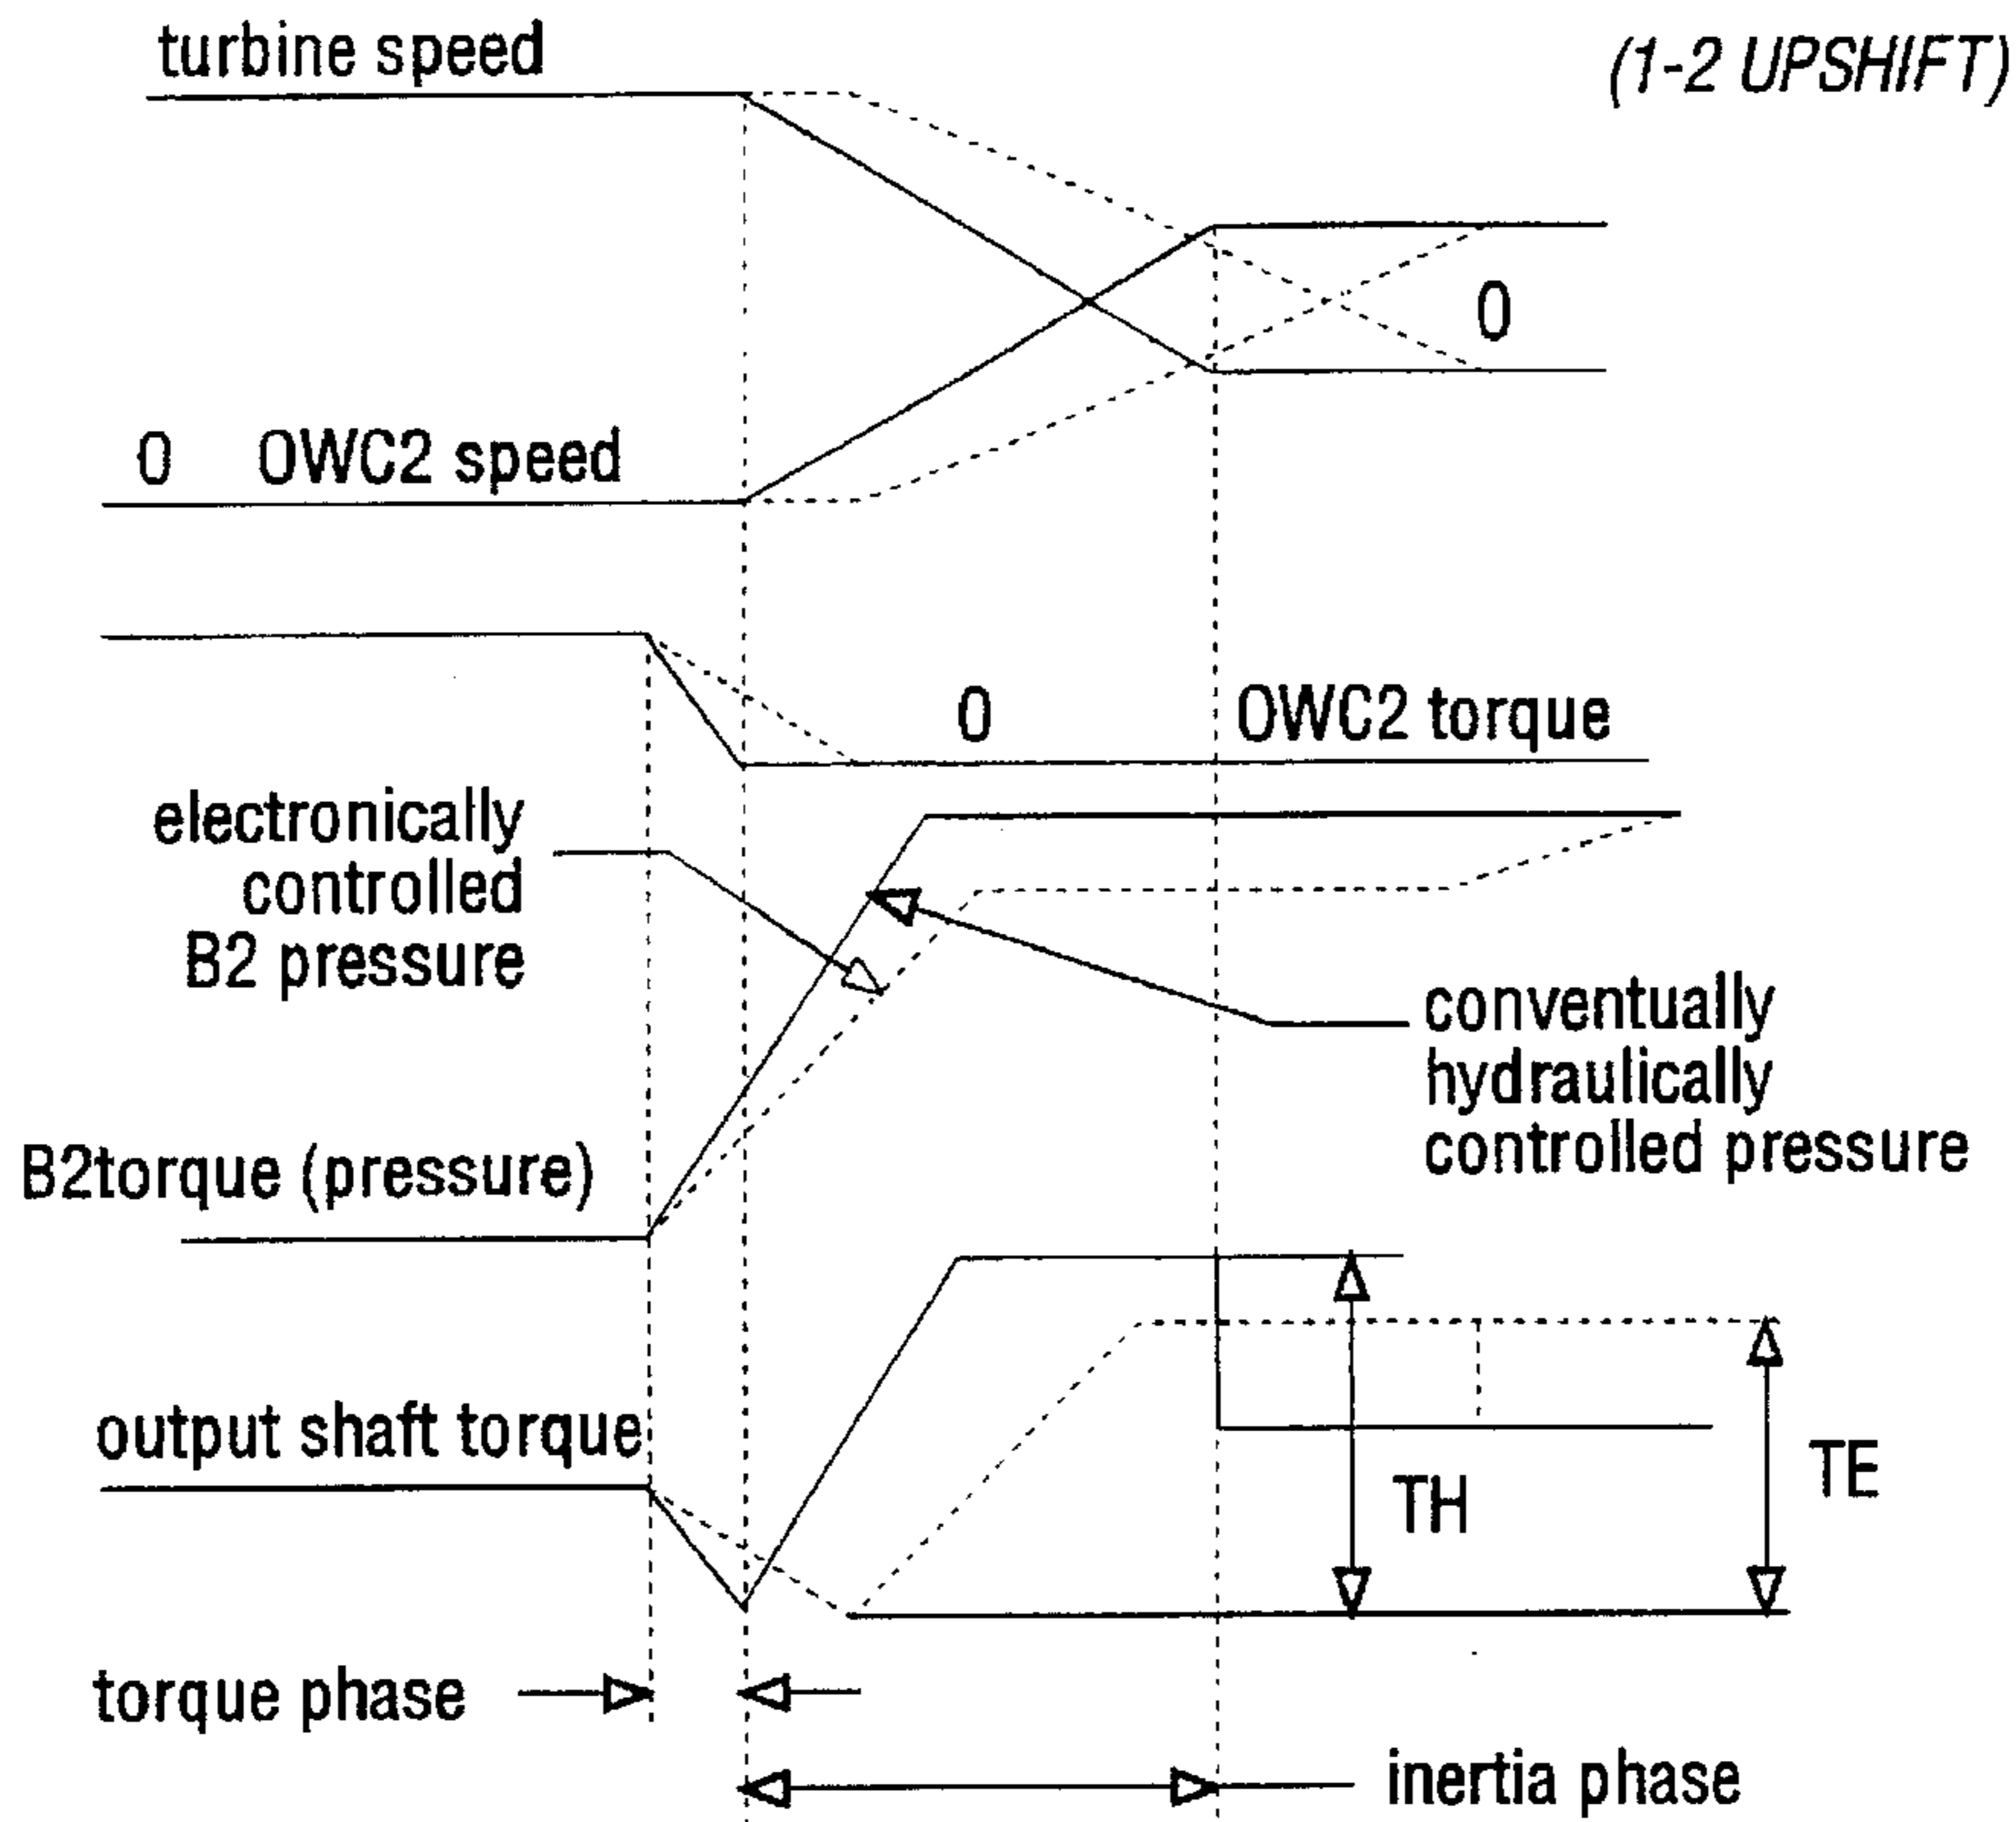 turbine speed
(1-2 UPSHIFT)
0
0 OWC2 speed
0
OWC2 torque
electronically
controlled
B2 pressure
conventually
hydraulically
controlled pressure
B2torque (pressure)
output shaft torque
TH
TE
torque phase
inertia phase